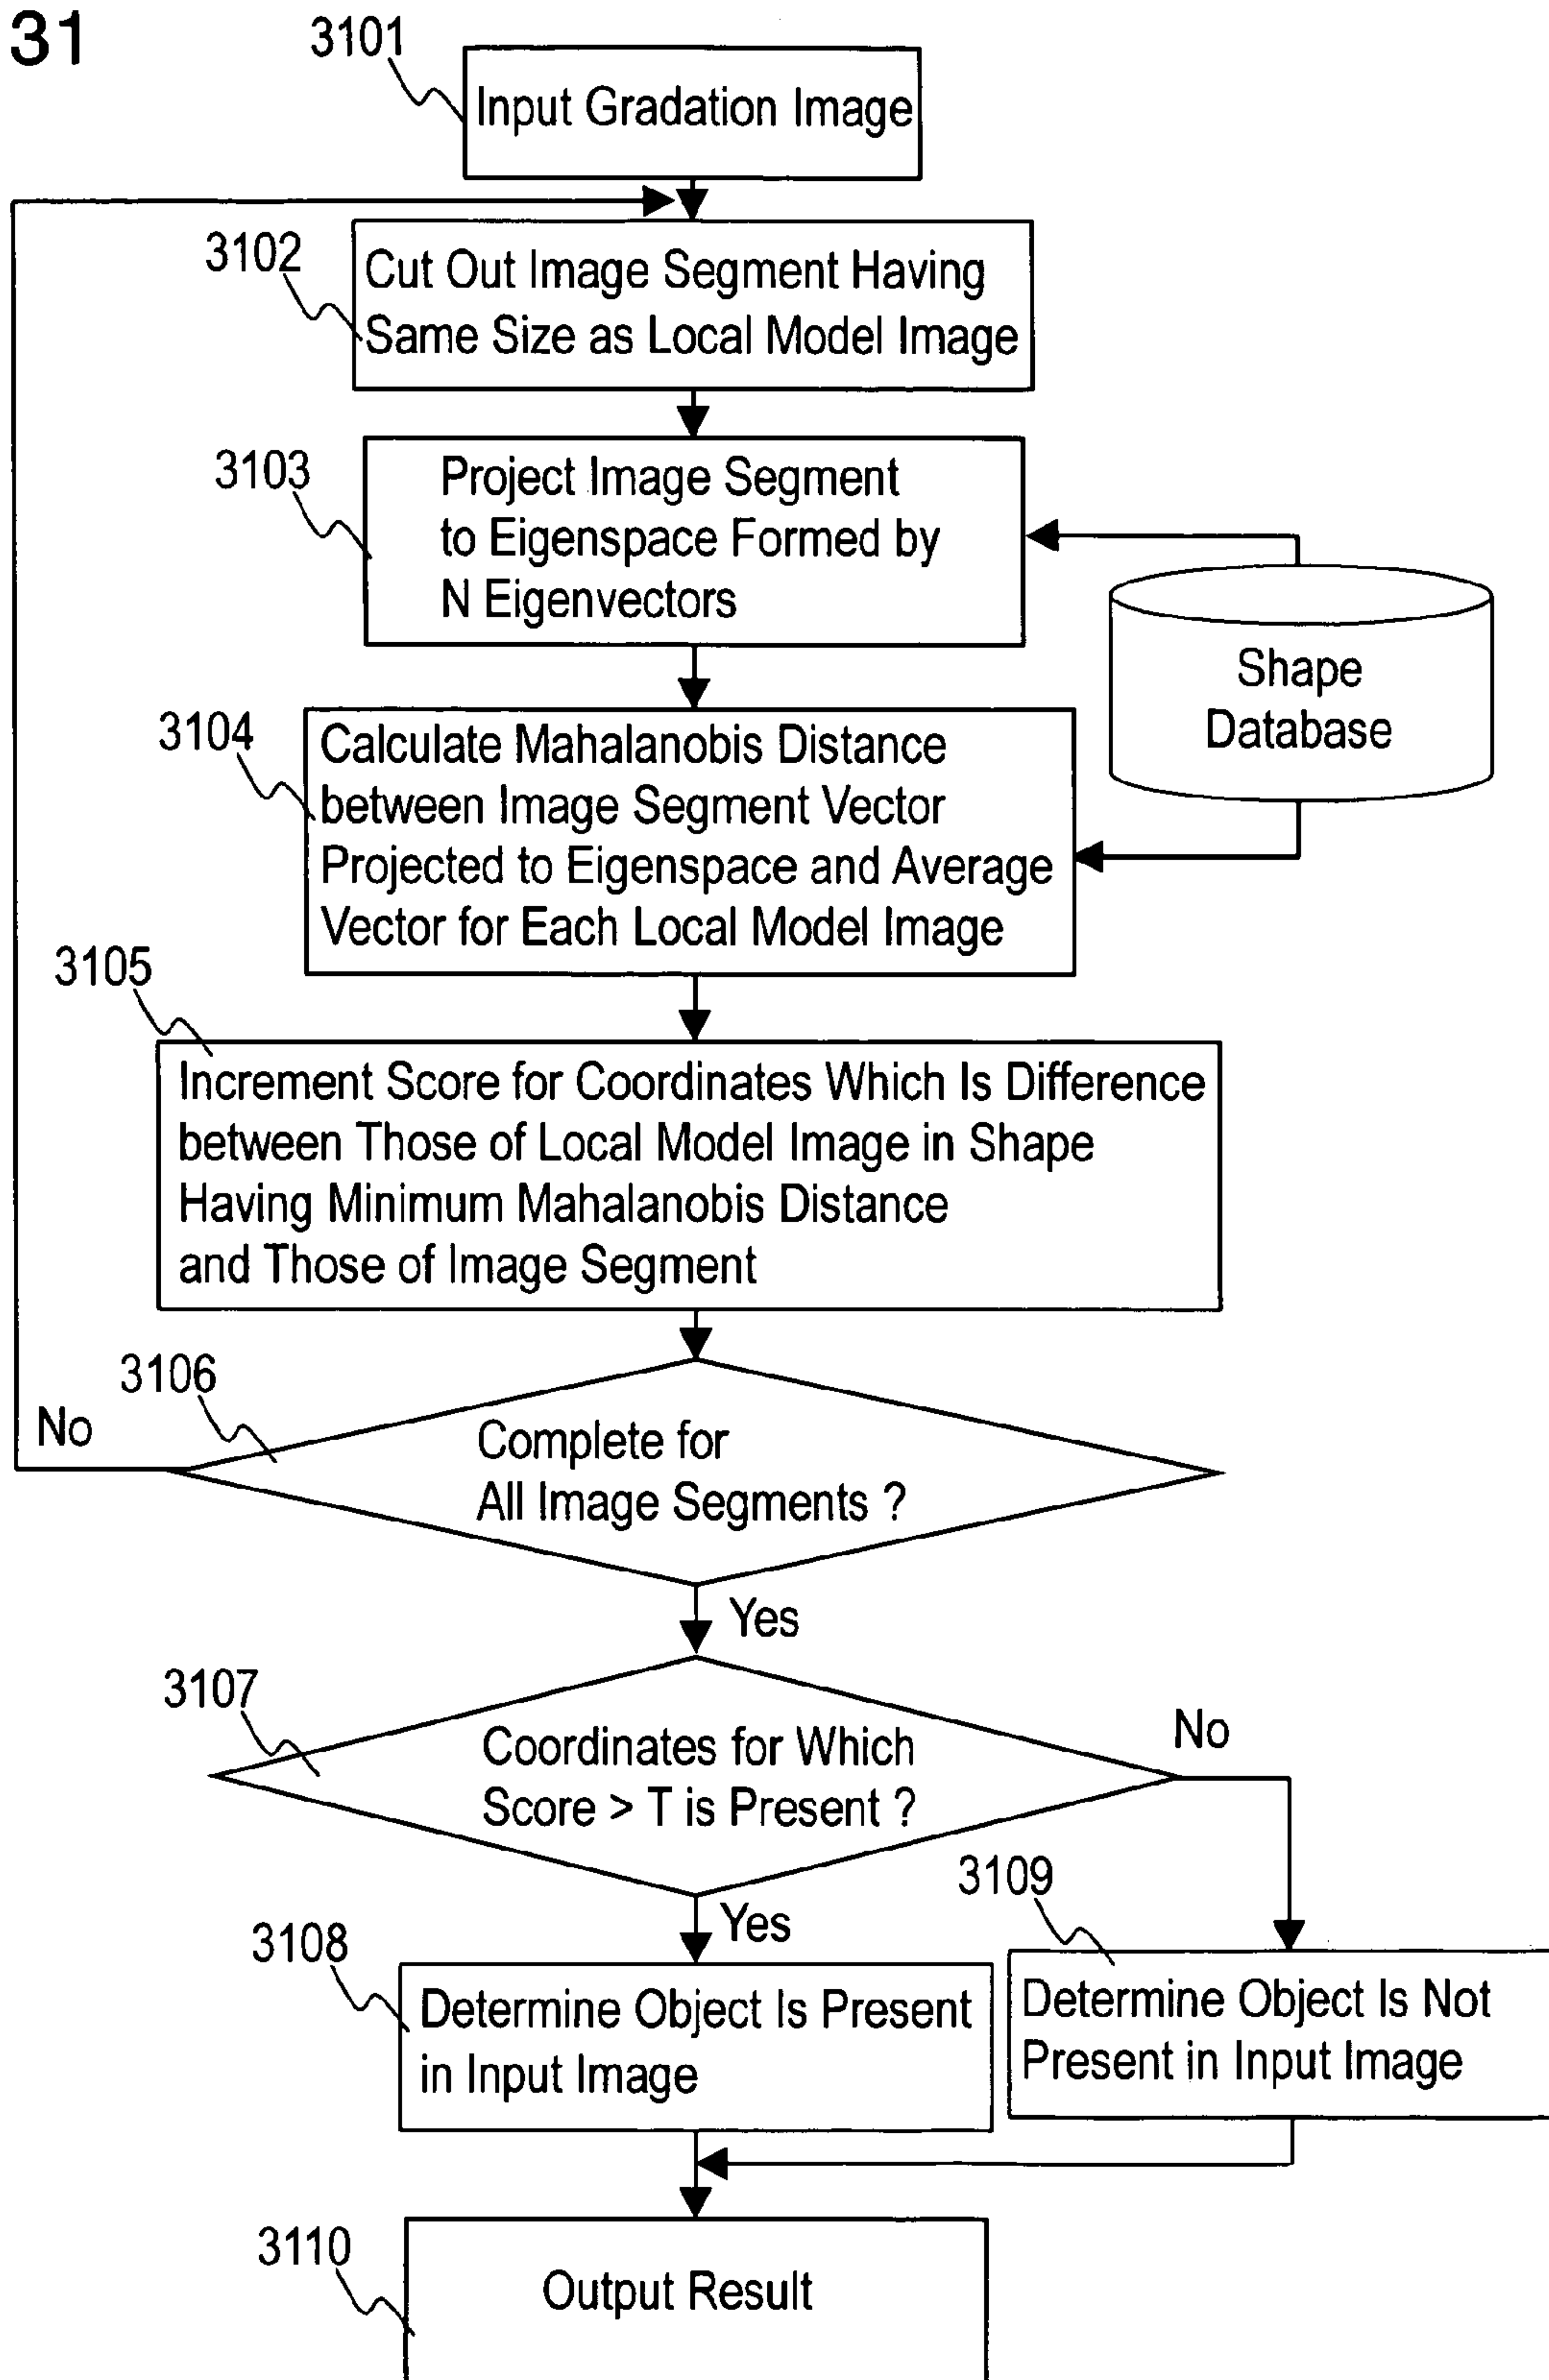 31
3101
Input Gradation Image
3102
Cut Out Image Segment Having
Same Size as Local Model Image
3103
Project Image Segment
to Eigenspace Formed by
N Eigenvectors
Shape
Database
3104
Calculate Mahalanobis Distance
between Image Segment Vector
Projected to Eigenspace and Average
Vector for Each Local Model Image
3105
Increment Score for Coordinates Which Is Difference
between Those of Local Model Image in Shape
Having Minimum Mahalanobis Distance
and Those of Image Segment
3106
No
Complete for
All Image Segments ?
Yes
3107
Coordinates for Which
Score > T is Present ?
No
Yes
3108
Determine Object Is Present
in Input Image
3109
Determine Object Is Not
Present in Input Image
3110
Output Result